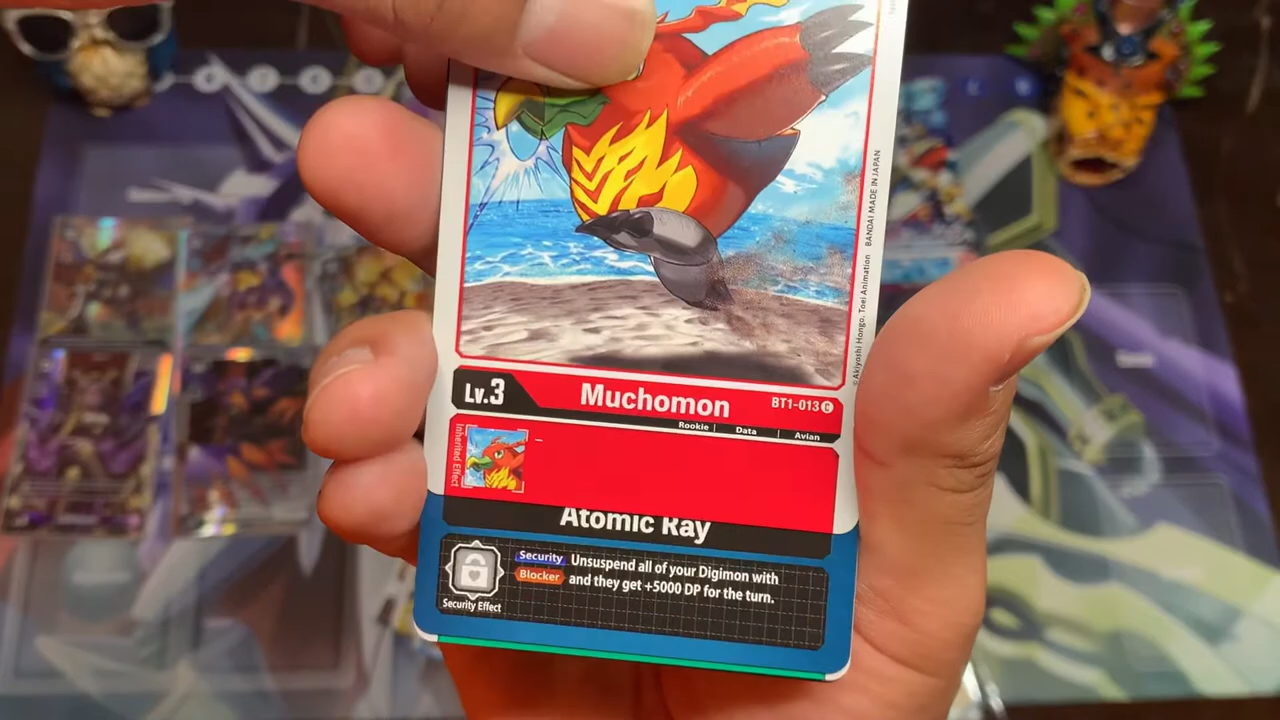 ©Akiyoshi Hongo, Toei Animation BANDAI MADE IN JAPAN
Lv.3
Muchomon
BT1-013 C
Rookie
Data
Avian
Inherited Effect
–
Atomic Ray
Security Unsuspend all of your Digimon with
Blocker and they get +5000 DP for the turn.
Security Effect